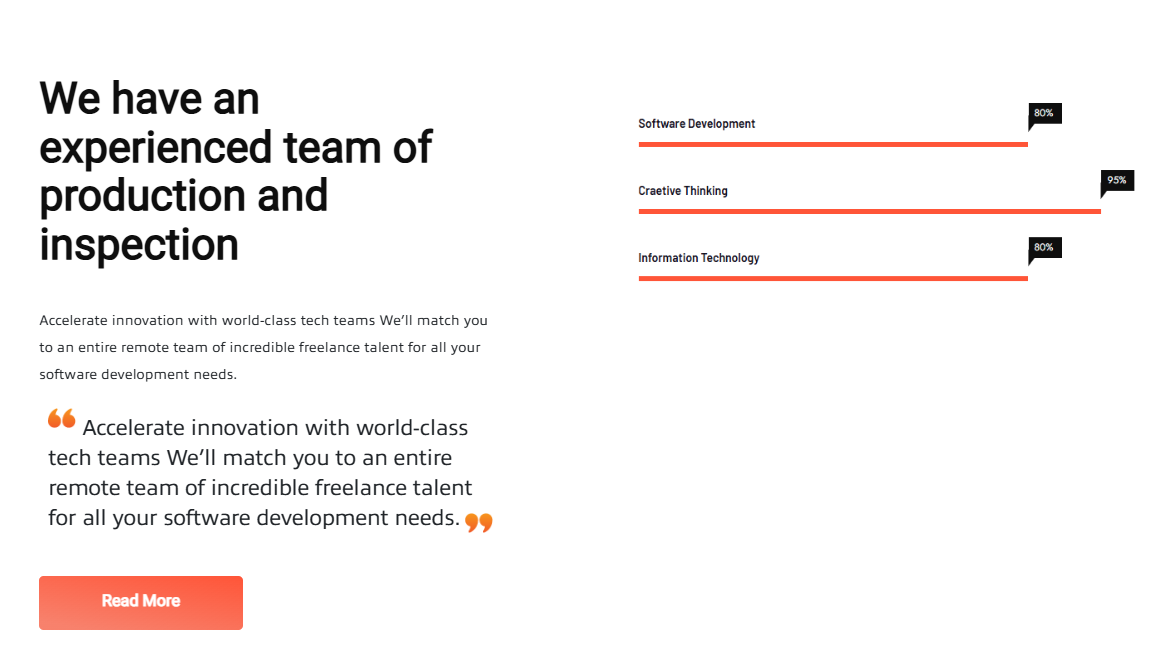 We have an
experienced team of
production and
inspection
Accelerate innovation with world-class tech teams We’ll match you
to an entire remote team of incredible freelance talent for all your
software development needs.
“ Accelerate innovation with world-class
tech teams We’ll match you to an entire
remote team of incredible freelance talent
for all your software development needs. ”
Read More
Software Development
80%
Craetive Thinking
95%
Information Technology
80%